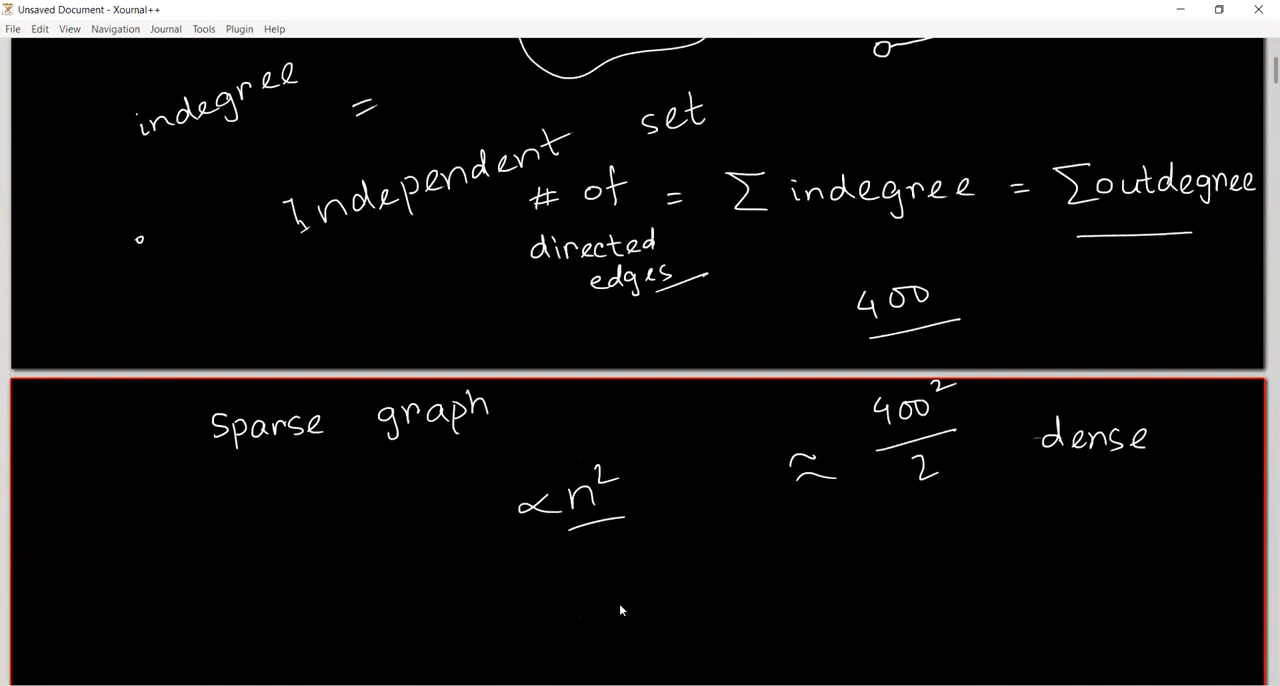 Unsaved Document - Xournal++
File Edit View Navigation Journal Tools Plugin Help
indegree =
Independent set
# of directed edges = Σ indegree = Σ outdegree
400
Sparse graph
∝ n²
≈ 400²/2 dense